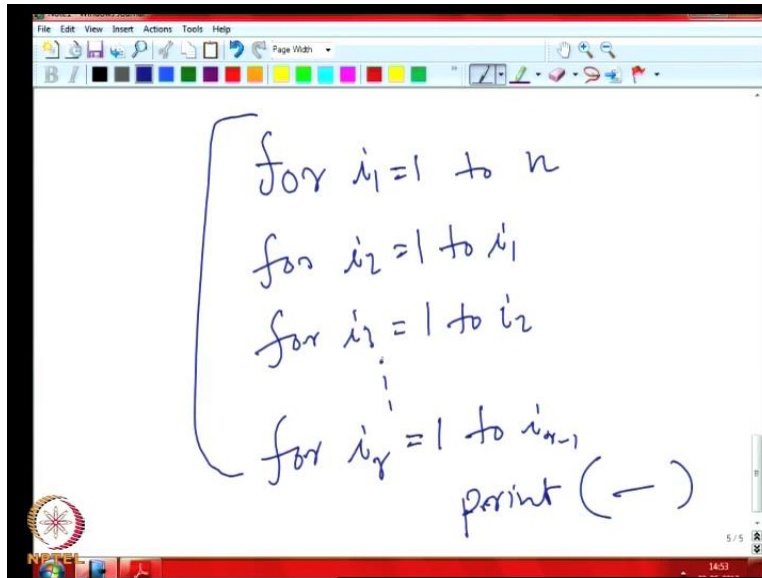 File Edit View Insert Actions Tools Help
Page Width
B I
for i₁ = 1 to n
for i₂ = 1 to i₁
for i₃ = 1 to i₂
for iᵣ = 1 to iᵣ₋₁
print (—)
5 / 5
NPTEL
14:53